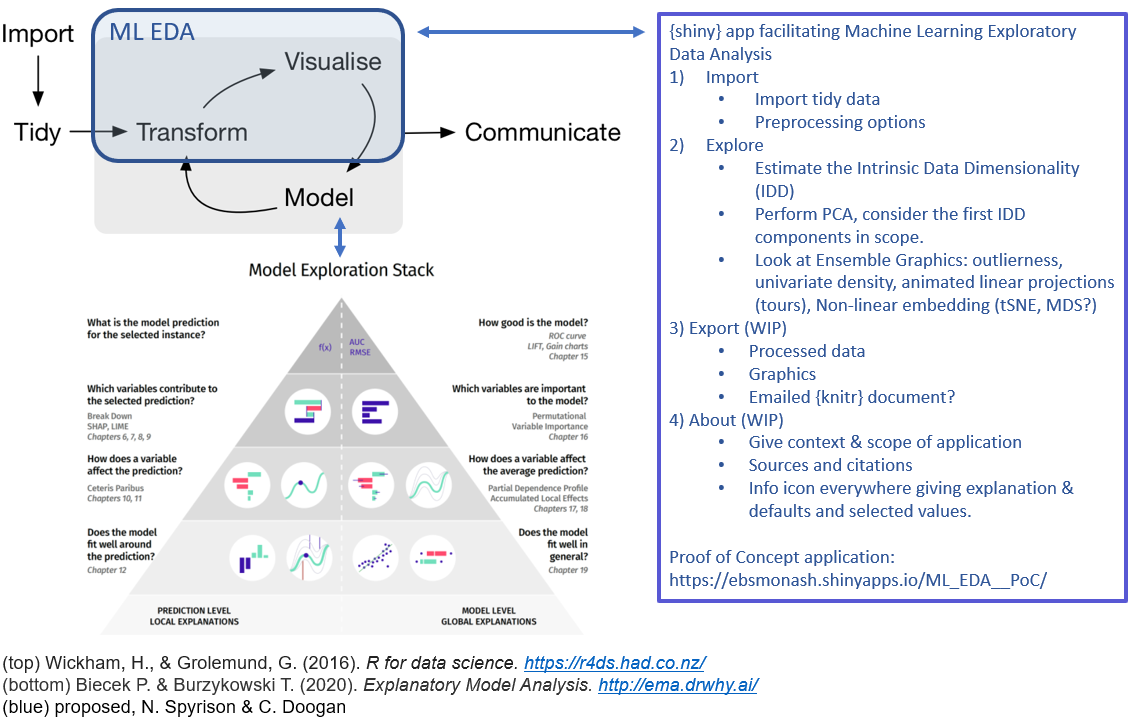 Import
ML EDA
Visualise
Tidy
Transform
Communicate
Model
Model Exploration Stack
What is the model prediction
for the selected instance?
f(x)
AUC
RMSE
How good is the model?
ROC curve
LIFT, Gain charts
Chapter 15
Which variables contribute to
the selected prediction?
Break Down
SHAP, LIME
Chapters 6, 7, 8, 9
Which variables are important
to the model?
Permutational
Variable Importance
Chapter 16
How does a variable
affect the prediction?
Ceteris Paribus
Chapters 10, 11
How does a variable affect
the average prediction?
Partial Dependence Profile
Accumulated Local Effects
Chapters 17, 18
Does the model
fit well around
the prediction?
Chapter 12
Does the model
fit well in
general?
Chapter 19
PREDICTION LEVEL
LOCAL EXPLANATIONS
MODEL LEVEL
GLOBAL EXPLANATIONS
{shiny} app facilitating Machine Learning Exploratory
Data Analysis
1) Import
• Import tidy data
• Preprocessing options
2) Explore
• Estimate the Intrinsic Data Dimensionality
(IDD)
• Perform PCA, consider the first IDD
components in scope.
• Look at Ensemble Graphics: outlierness,
univariate density, animated linear projections
(tours), Non-linear embedding (tSNE, MDS?)
3) Export (WIP)
• Processed data
• Graphics
• Emailed {knitr} document?
4) About (WIP)
• Give context & scope of application
• Sources and citations
• Info icon everywhere giving explanation &
defaults and selected values.
Proof of Concept application:
https://ebsmonash.shinyapps.io/ML_EDA__PoC/
(top) Wickham, H., & Grolemund, G. (2016). R for data science. https://r4ds.had.co.nz/
(bottom) Biecek P. & Burzykowski T. (2020). Explanatory Model Analysis. http://ema.drwhy.ai/
(blue) proposed, N. Spyrison & C. Doogan